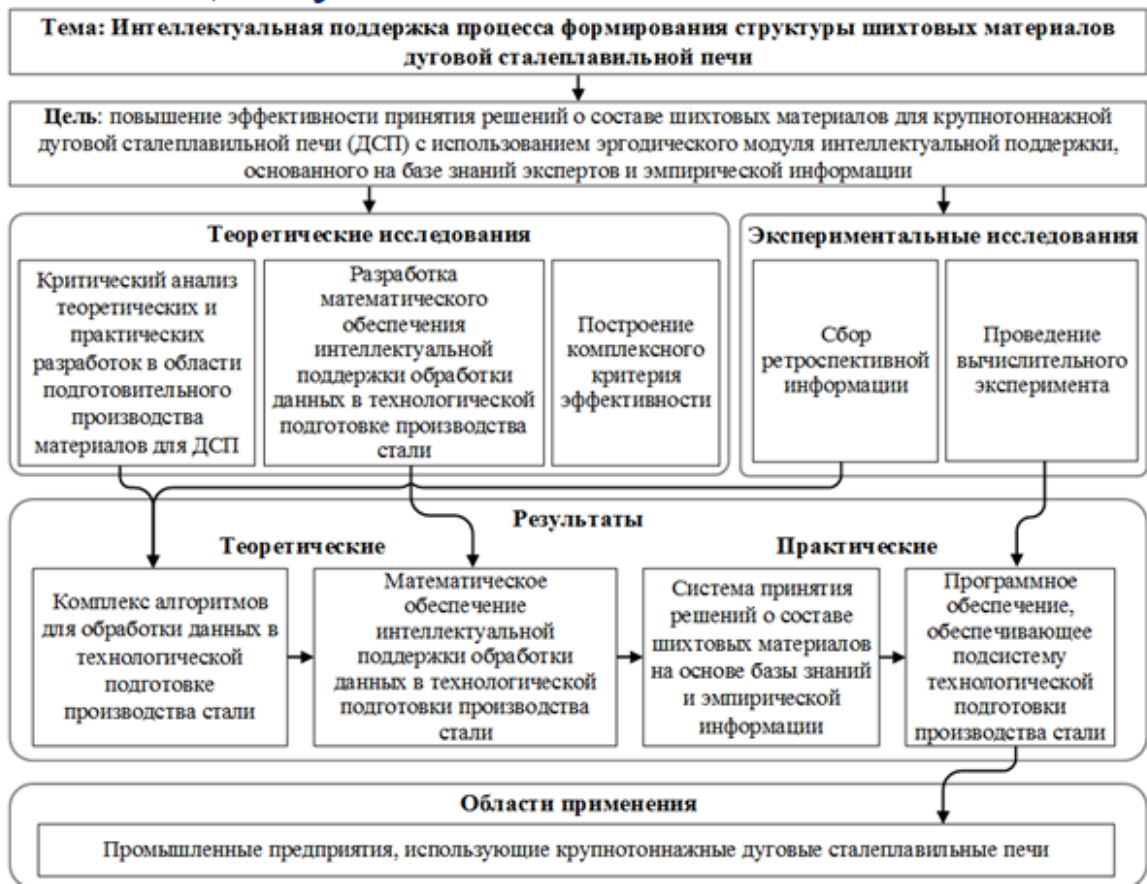 Тема: Интеллектуальная поддержка процесса формирования структуры шихтовых материалов
дуговой сталеплавильной печи
Цель: повышение эффективности принятия решений о составе шихтовых материалов для крупнотоннажной
дуговой сталеплавильной печи (ДСП) с использованием эргодического модуля интеллектуальной поддержки,
основанного на базе знаний экспертов и эмпирической информации
Теоретические исследования
Критический анализ
теоретических и
практических
разработок в области
подготовительного
производства
материалов для ДСП
Разработка
математического
обеспечения
интеллектуальной
поддержки обработки
данных в технологической
подготовке производства
стали
Построение
комплексного
критерия
эффективности
Экспериментальные исследования
Сбор
ретроспективной
информации
Проведение
вычислительного
эксперимента
Результаты
Теоретические
Практические
Комплекс алгоритмов
для обработки данных в
технологической
подготовке
производства стали
Математическое
обеспечение
интеллектуальной
поддержки обработки
данных в технологической
подготовки производства
стали
Система принятия
решений о составе
шихтовых материалов
на основе базы знаний
и эмпирической
информации
Программное
обеспечение,
обеспечивающее
подсистему
технологической
подготовки
производства стали
Области применения
Промышленные предприятия, использующие крупнотоннажные дуговые сталеплавильные печи